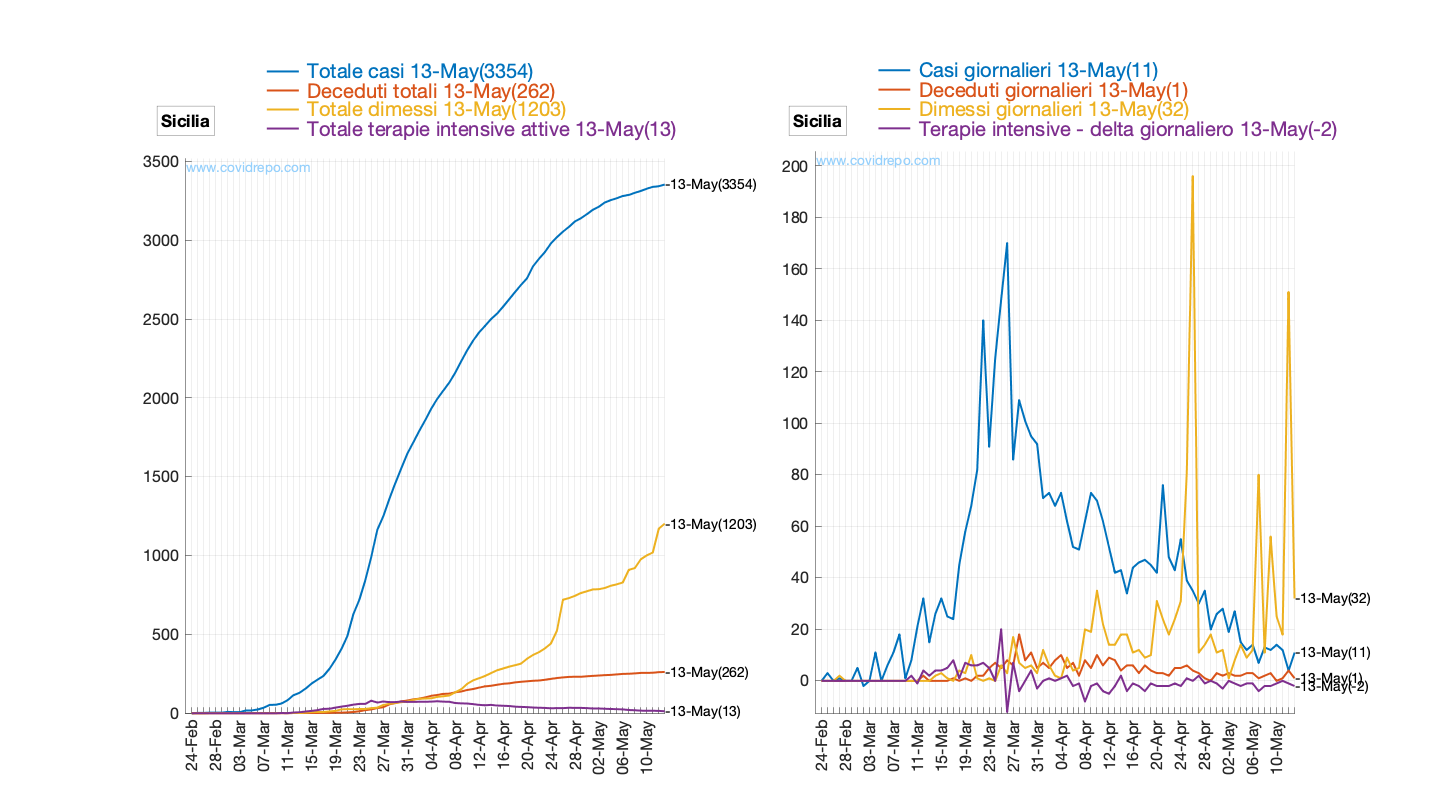 Totale casi 13-May(3354)
Deceduti totali 13-May(262)
Totale dimessi 13-May(1203)
Totale terapie intensive attive 13-May(13)
Sicilia
www.covidrepo.com
3500
3000
2500
2000
1500
1000
500
0
13-May(3354)
13-May(1203)
13-May(262)
13-May(13)
24-Feb
28-Feb
03-Mar
07-Mar
11-Mar
15-Mar
19-Mar
23-Mar
27-Mar
31-Mar
04-Apr
08-Apr
12-Apr
16-Apr
20-Apr
24-Apr
28-Apr
02-May
06-May
10-May
Casi giornalieri 13-May(11)
Deceduti giornalieri 13-May(1)
Dimessi giornalieri 13-May(32)
Terapie intensive - delta giornaliero 13-May(-2)
Sicilia
www.covidrepo.com
200
180
160
140
120
100
80
60
40
20
0
13-May(32)
13-May(11)
13-May(1)
13-May(-2)
24-Feb
28-Feb
03-Mar
07-Mar
11-Mar
15-Mar
19-Mar
23-Mar
27-Mar
31-Mar
04-Apr
08-Apr
12-Apr
16-Apr
20-Apr
24-Apr
28-Apr
02-May
06-May
10-May